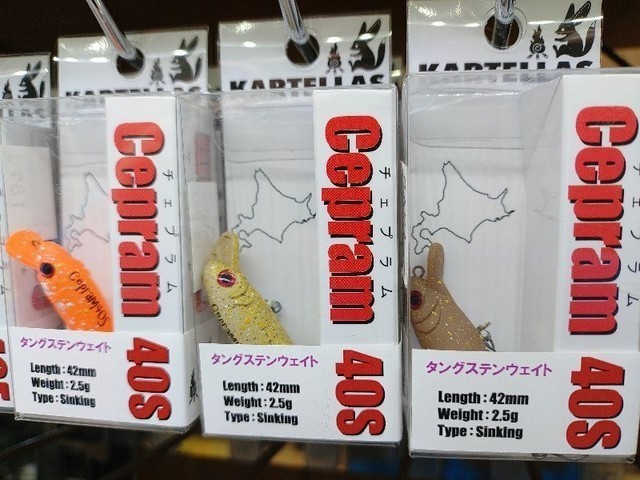 KARTELLAS
KARTELLAS
KARTELLAS
Cepram 40S
チェプラム
タングステンウェイト
Length : 42mm
Weight : 2.5g
Type : Sinking
Cepram 40S
チェプラム
タングステンウェイト
Length : 42mm
Weight : 2.5g
Type : Sinking
Cepram 40S
チェプラム
タングステンウェイト
Length : 42mm
Weight : 2.5g
Type : Sinking